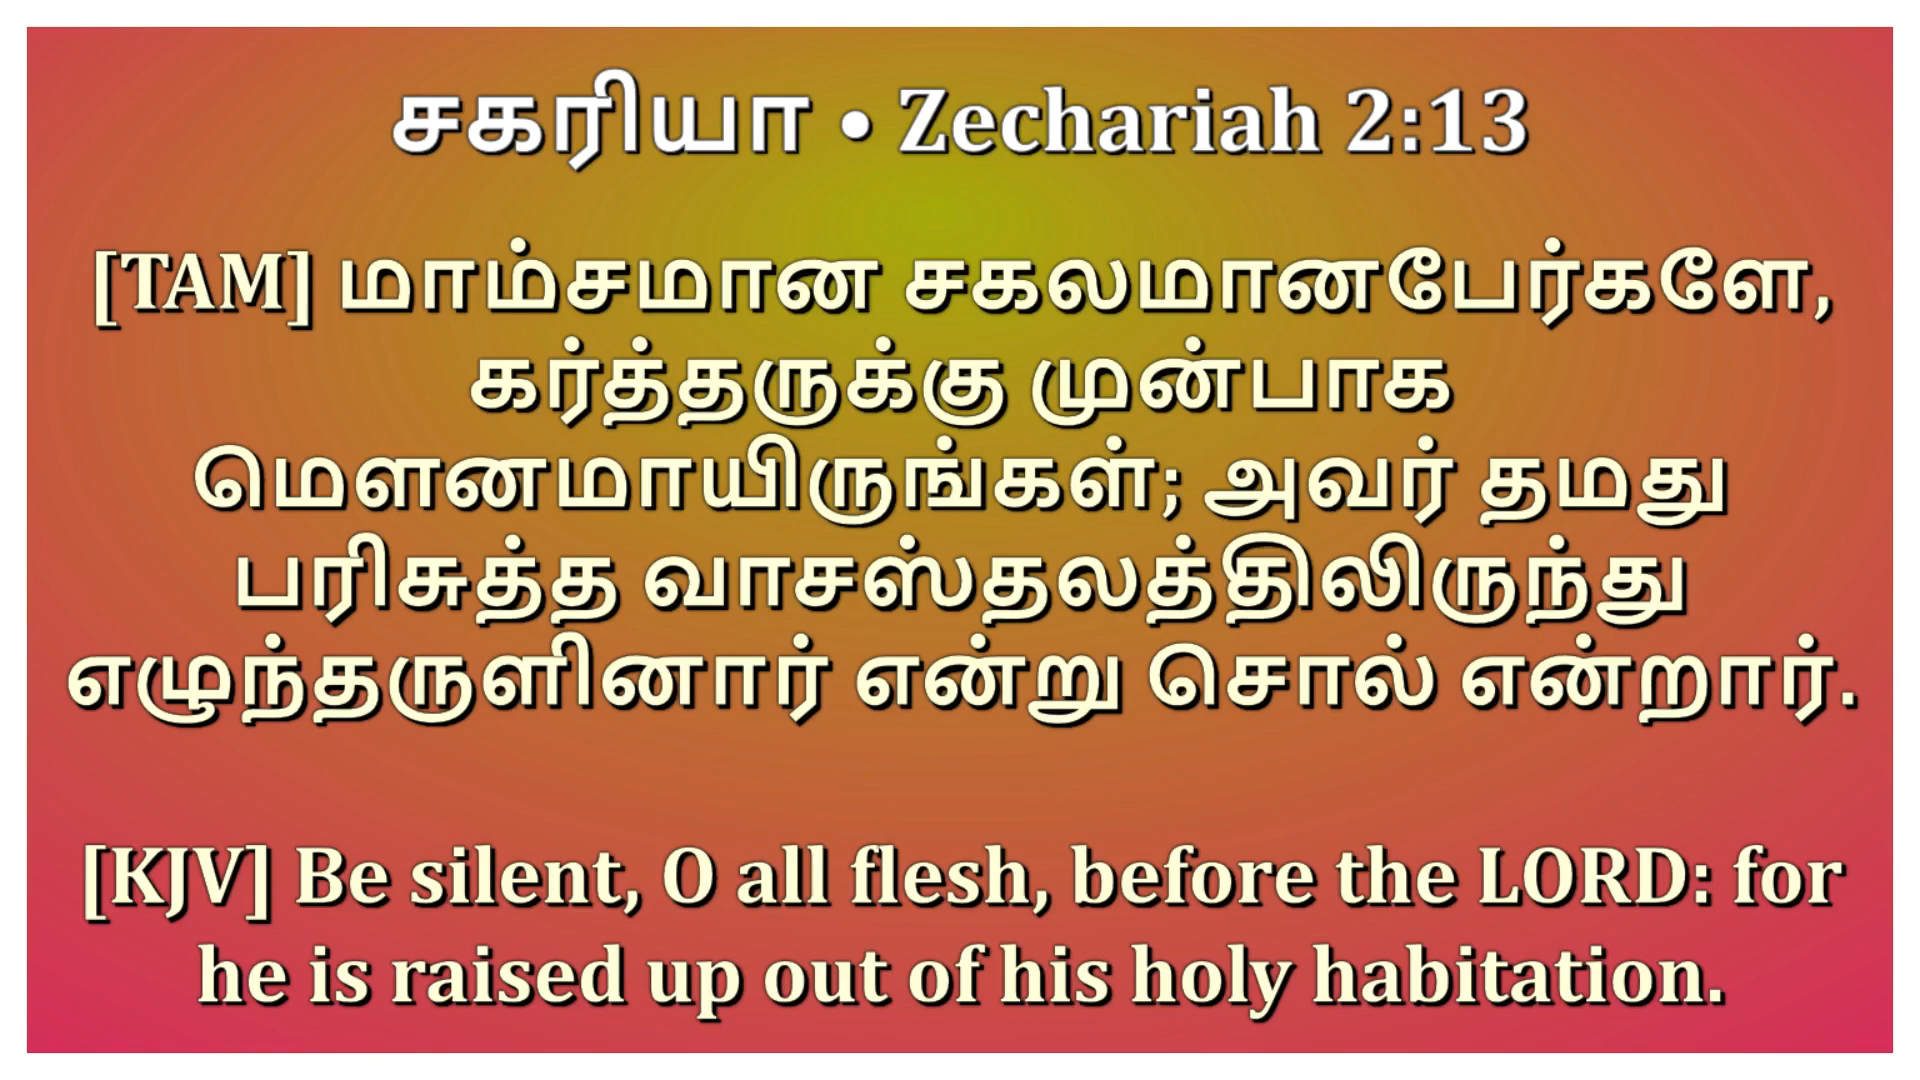 சகரியா • Zechariah 2:13
[TAM] மாம்சமான சகலமானபேர்களே,
கர்த்தருக்கு முன்பாக
மௌனமாயிருங்கள்; அவர் தமது
பரிசுத்த வாசஸ்தலத்திலிருந்து
எழுந்தருளினார் என்று சொல் என்றார்.
[KJV] Be silent, O all flesh, before the LORD: for
he is raised up out of his holy habitation.